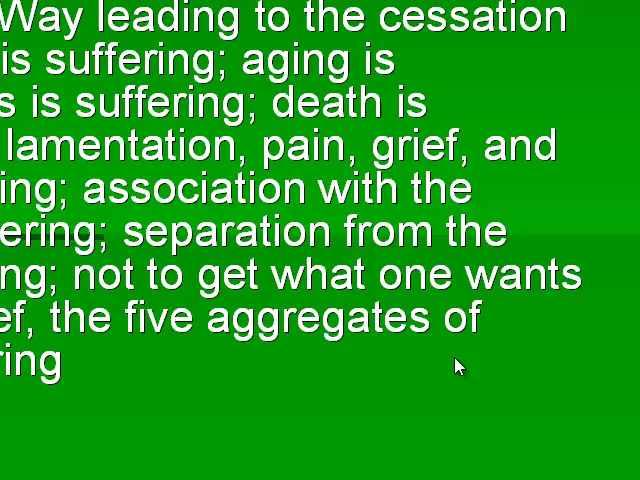 Way leading to the cessation
is suffering; aging is
s is suffering; death is
lamentation, pain, grief, and
ing; association with the
ering; separation from the
ng; not to get what one wants
ef, the five aggregates of
ring